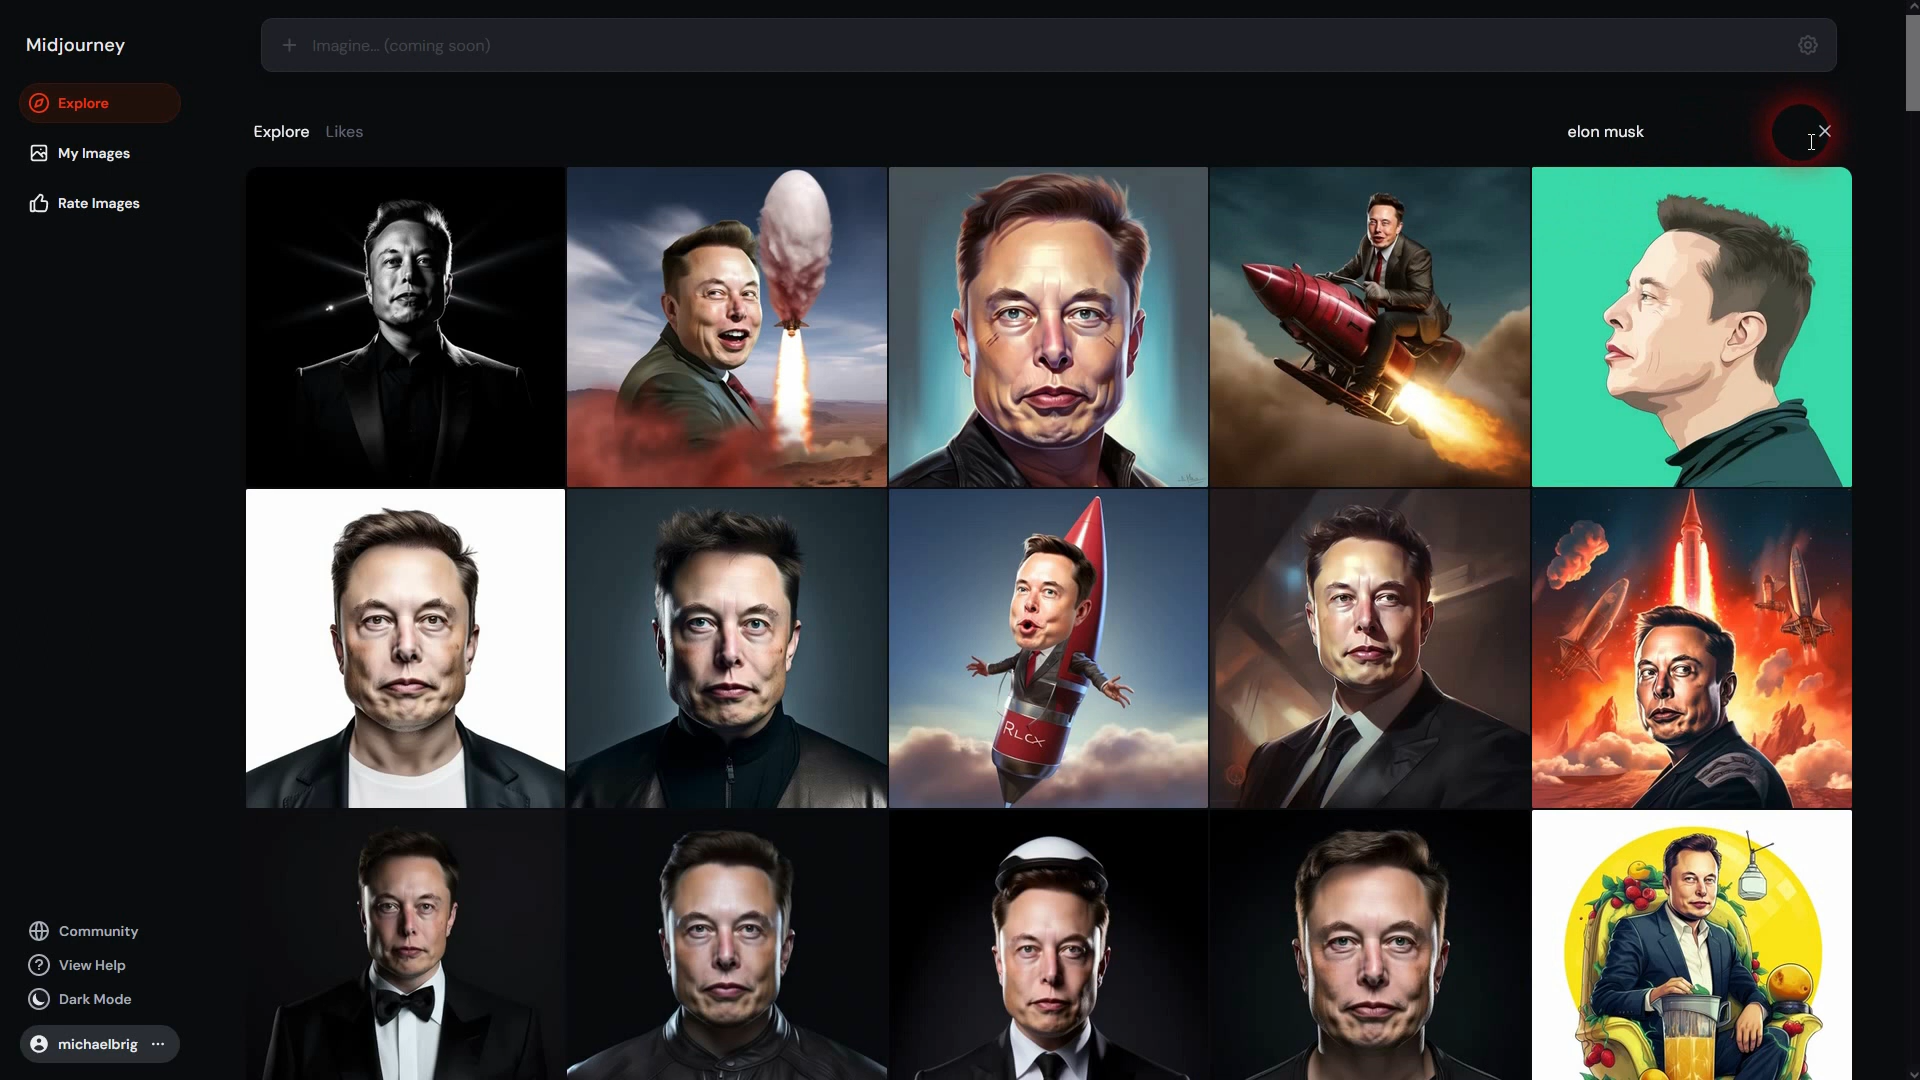 Midjourney
Imagine... (coming soon)
Explore
My Images
Rate Images
Explore Likes
elon musk
RLCX
Community
View Help
Dark Mode
michaelbrig ...